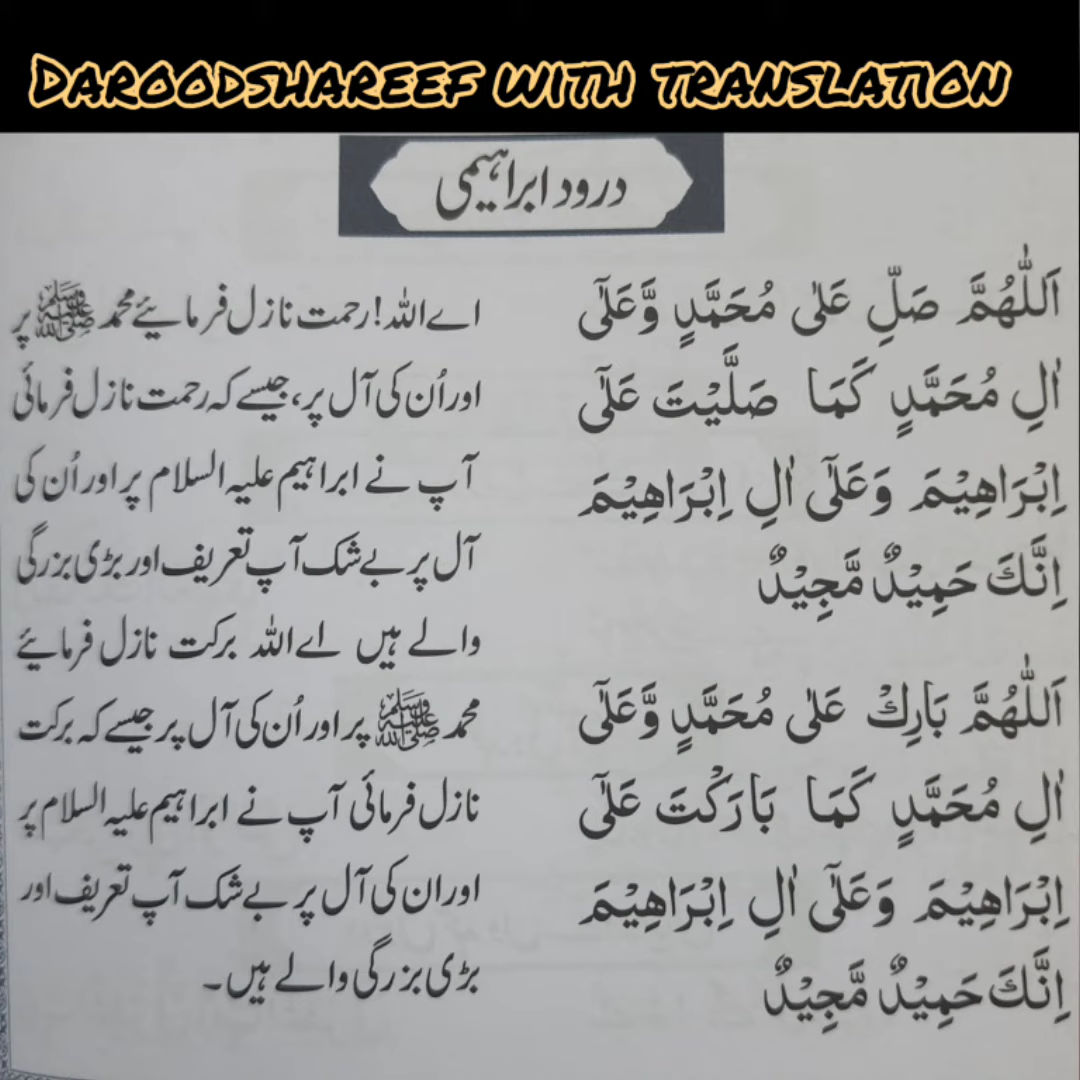 DAROODSHAREEF WITH TRANSLATION
درود ابراہیمی
اَللّٰهُمَّ صَلِّ عَلٰی مُحَمَّدٍ وَّعَلٰٓی
اٰلِ مُحَمَّدٍ کَمَا صَلَّیْتَ عَلٰٓی
اِبْرَاهِیْمَ وَعَلٰٓی اٰلِ اِبْرَاهِیْمَ
اِنَّكَ حَمِیْدٌ مَّجِیْدٌ
اَللّٰهُمَّ بَارِكْ عَلٰی مُحَمَّدٍ وَّعَلٰٓی
اٰلِ مُحَمَّدٍ کَمَا بَارَكْتَ عَلٰٓی
اِبْرَاهِیْمَ وَعَلٰٓی اٰلِ اِبْرَاهِیْمَ
اِنَّكَ حَمِیْدٌ مَّجِیْدٌ
اے اللہ! رحمت نازل فرمائیے محمد ﷺ پر
اور اُن کی آل پر، جیسے کہ رحمت نازل فرمائی
آپ نے ابراہیم علیہ السلام پر اور اُن کی
آل پر بے شک آپ تعریف اور بڑی بزرگی
والے ہیں اے اللہ برکت نازل فرمائیے
محمد ﷺ پر اور اُن کی آل پر جیسے کہ برکت
نازل فرمائی آپ نے ابراہیم علیہ السلام پر
اور ان کی آل پر بے شک آپ تعریف اور
بڑی بزرگی والے ہیں۔